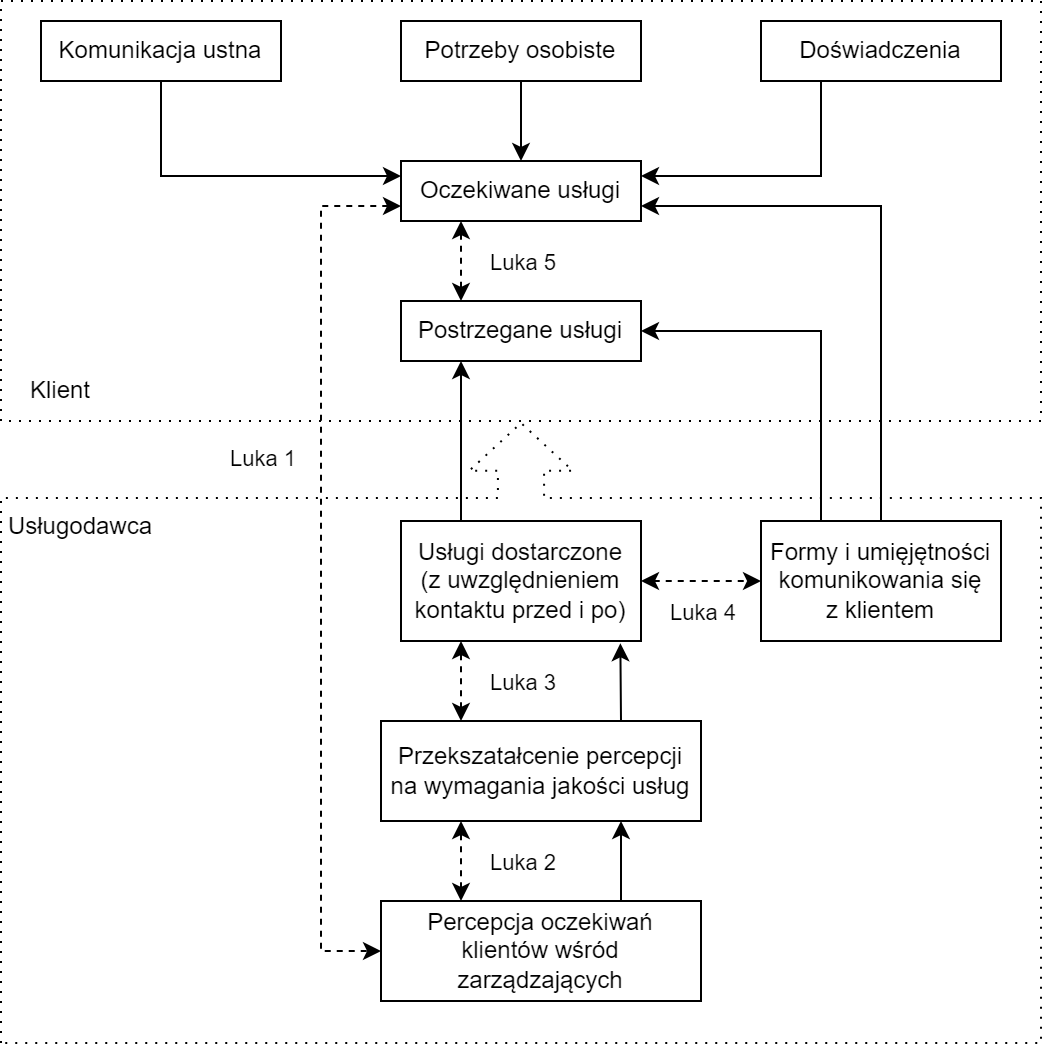 Komunikacja ustna
Potrzeby osobiste
Doświadczenia
Oczekiwane usługi
Luka 5
Postrzegane usługi
Klient
Luka 1
Usługodawca
Usługi dostarczone
(z uwzględnieniem
kontaktu przed i po)
Luka 4
Formy i umięjętności
komunikowania się
z klientem
Luka 3
Przekszatałcenie percepcji
na wymagania jakości usług
Luka 2
Percepcja oczekiwań
klientów wśród
zarządzających